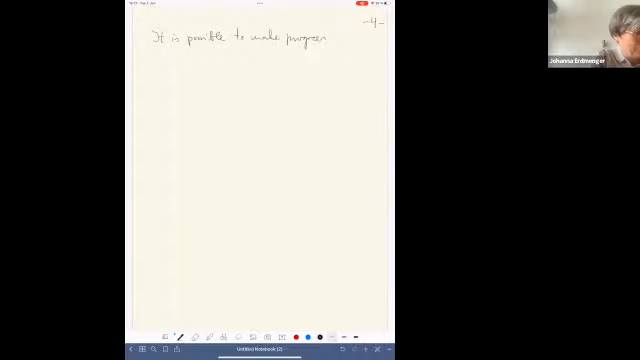 -4-
It is possible to make progress
Johanna Erdmenger
Untitled Notebook (2)